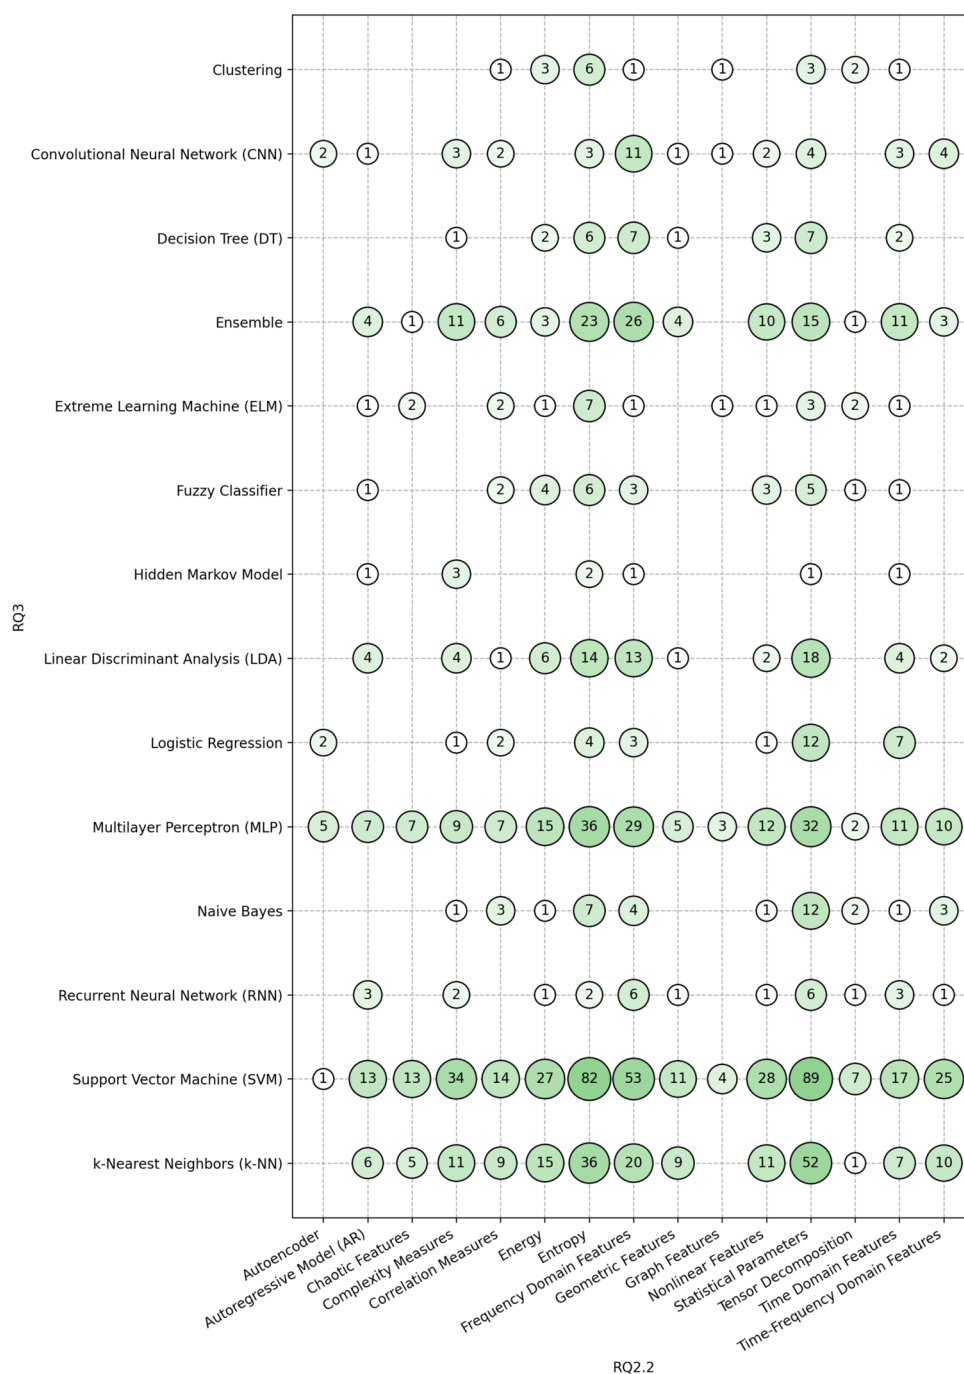 Clustering 1 3 6 1 1 3 2 1
Convolutional Neural Network (CNN) 2 1 3 2 3 11 1 1 2 4 3 4
Decision Tree (DT) 1 2 6 7 1 3 7 2
Ensemble 4 1 11 6 3 23 26 4 10 15 1 11 3
Extreme Learning Machine (ELM) 1 2 2 1 7 1 1 1 3 2 1
Fuzzy Classifier 1 2 4 6 3 3 5 1 1
Hidden Markov Model 1 3 2 1 1 1
RQ3
Linear Discriminant Analysis (LDA) 4 4 1 6 14 13 1 2 18 4 2
Logistic Regression 2 1 2 4 3 1 12 7
Multilayer Perceptron (MLP) 5 7 7 9 7 15 36 29 5 3 12 32 2 11 10
Naive Bayes 1 3 1 7 4 1 12 2 1 3
Recurrent Neural Network (RNN) 3 2 1 2 6 1 1 6 1 3 1
Support Vector Machine (SVM) 1 13 13 34 14 27 82 53 11 4 28 89 7 17 25
k-Nearest Neighbors (k-NN) 6 5 11 9 15 36 20 9 11 52 1 7 10
Autoencoder
Autoregressive Model (AR)
Chaotic Features
Complexity Measures
Correlation Measures
Energy
Entropy
Frequency Domain Features
Geometric Features
Graph Features
Nonlinear Features
Statistical Parameters
Tensor Decomposition
Time Domain Features
Time-Frequency Domain Features
RQ2.2